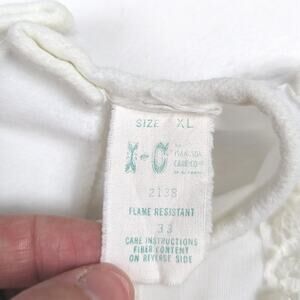 SIZE XL
I-C
2138
FLAME RESISTANT
33
CARE INSTRUCTIONS
FIBER CONTENT
ON REVERSE SIDE